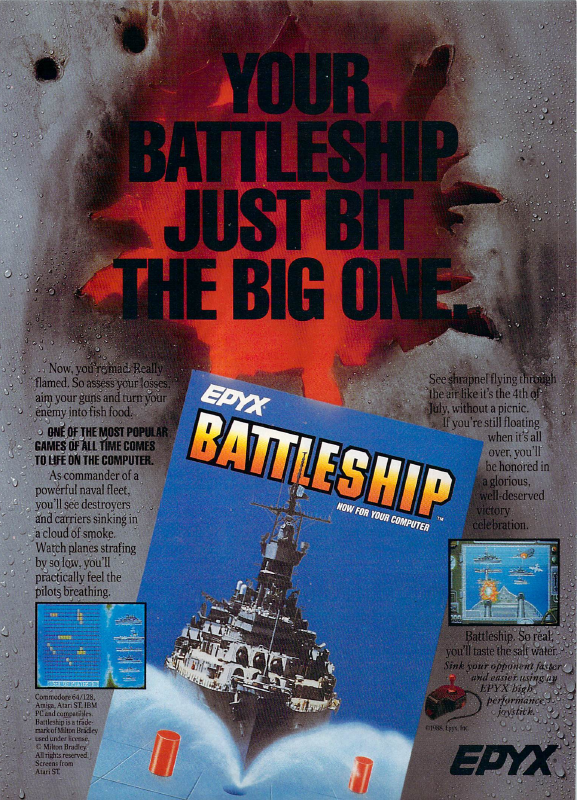 YOUR
BATTLESHIP
JUST BIT
THE BIG ONE.
Now, you're mad. Really
flamed. So assess your losses,
aim your guns and turn your
enemy into fish food.
ONE OF THE MOST POPULAR
GAMES OF ALL TIME COMES
TO LIFE ON THE COMPUTER.
As commander of a
powerful naval fleet,
you'll see destroyers
and carriers sinking in
a cloud of smoke.
Watch planes strafing
by so low, you'll
practically feel the
pilots breathing.
Commodore 64/128,
Amiga, Atari ST, IBM
PC and compatibles.
Battleship is a trade-
mark of Milton Bradley
used under license.
© Milton Bradley
All rights reserved.
Screens from
Atari ST.
EPYX
BATTLESHIP™
NOW FOR YOUR COMPUTER
See shrapnel flying through
the air like it's the 4th of
July, without a picnic.
If you're still floating
when it's all
over, you'll
be honored in
a glorious,
well-deserved
victory
celebration.
Battleship. So real,
you'll taste the salt water.
Sink your opponent faster
and easier using an
EPYX high
performance
joystick.
©1988, Epyx, Inc.
EPYX